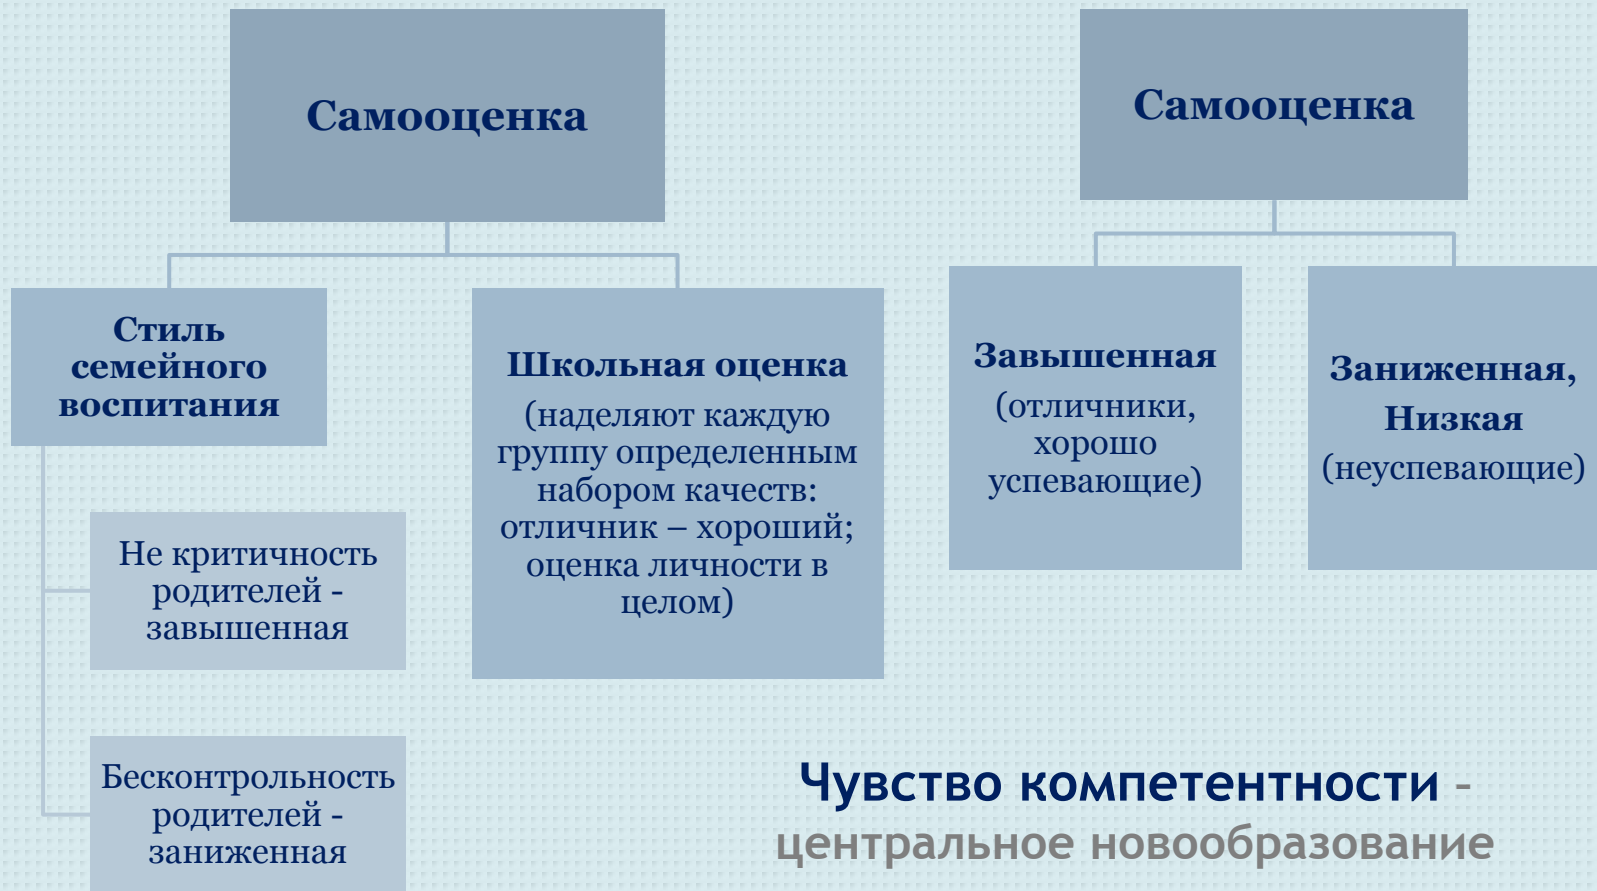 Самооценка
Стиль
семейного
воспитания
Не критичность
родителей -
завышенная
Бесконтрольность
родителей -
заниженная
Школьная оценка
(наделяют каждую
группу определенным
набором качеств:
отличник – хороший;
оценка личности в
целом)
Самооценка
Завышенная
(отличники,
хорошо
успевающие)
Заниженная,
Низкая
(неуспевающие)
Чувство компетентности –
центральное новообразование